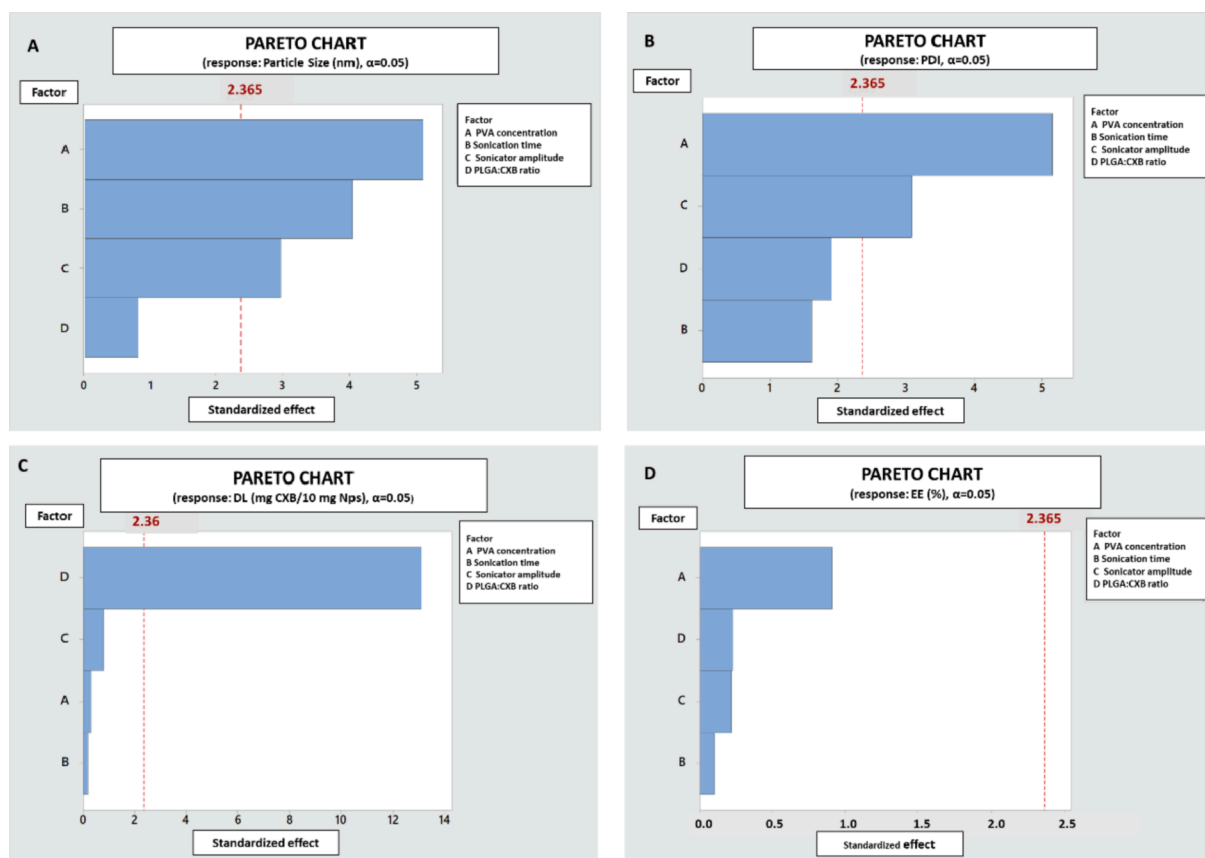 A
PARETO CHART
(response: Particle Size (nm), α=0.05)
Factor
2.365
A
B
C
D
Factor
A PVA concentration
B Sonication time
C Sonicator amplitude
D PLGA:CXB ratio
0 1 2 3 4 5
Standardized effect
B
PARETO CHART
(response: PDI, α=0.05)
Factor
2.365
A
C
D
B
Factor
A PVA concentration
B Sonication time
C Sonicator amplitude
D PLGA:CXB ratio
0 1 2 3 4 5
Standardized effect
C
PARETO CHART
(response: DL (mg CXB/10 mg Nps), α=0.05)
Factor
2.36
D
C
A
B
Factor
A PVA concentration
B Sonication time
C Sonicator amplitude
D PLGA:CXB ratio
0 2 4 6 8 10 12 14
Standardized effect
D
PARETO CHART
(response: EE (%), α=0.05)
Factor
2.365
A
D
C
B
Factor
A PVA concentration
B Sonication time
C Sonicator amplitude
D PLGA:CXB ratio
0.0 0.5 1.0 1.5 2.0 2.5
Standardized effect